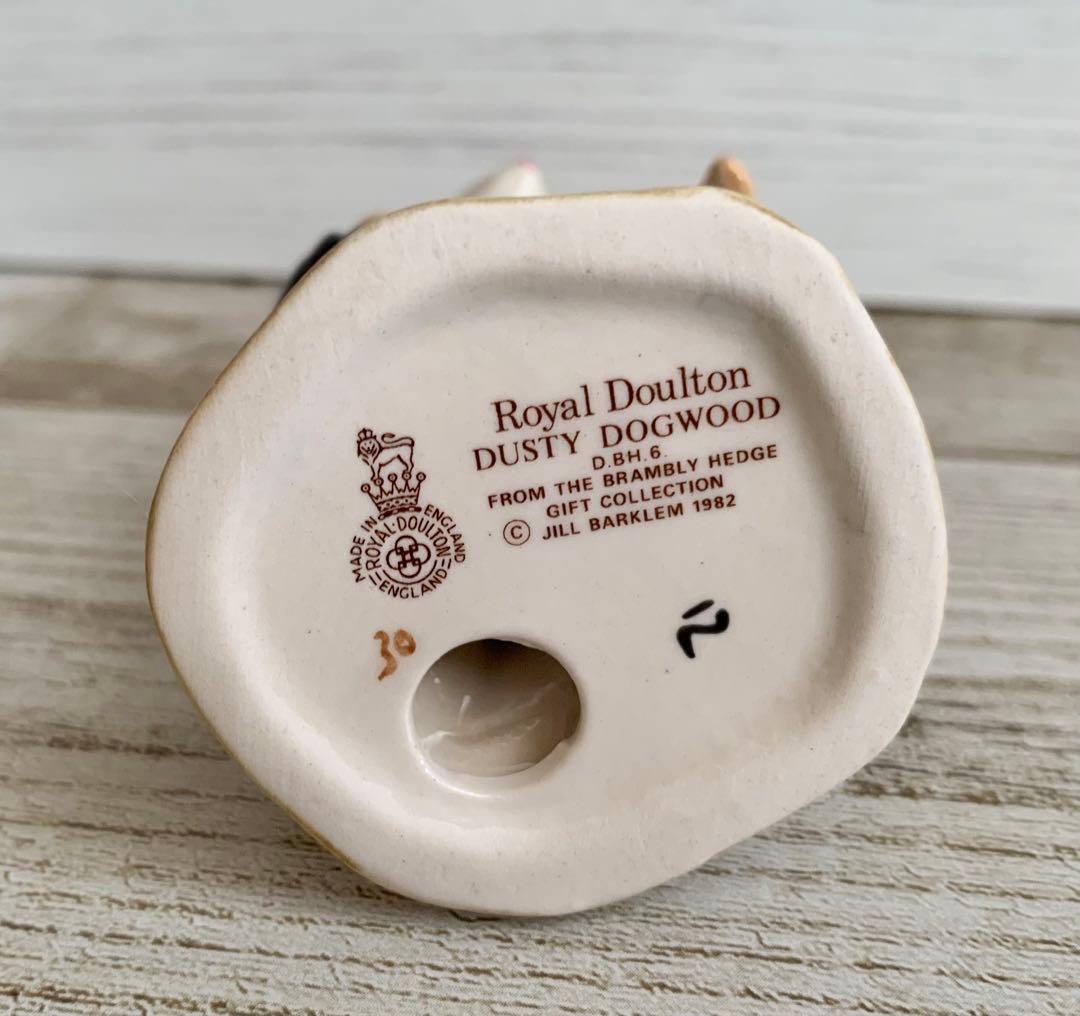 Royal Doulton
DUSTY DOGWOOD
D.BH.6.
FROM THE BRAMBLY HEDGE
GIFT COLLECTION
© JILL BARKLEM 1982
MADE IN ENGLAND
ROYAL·DOULTON
ENGLAND
30